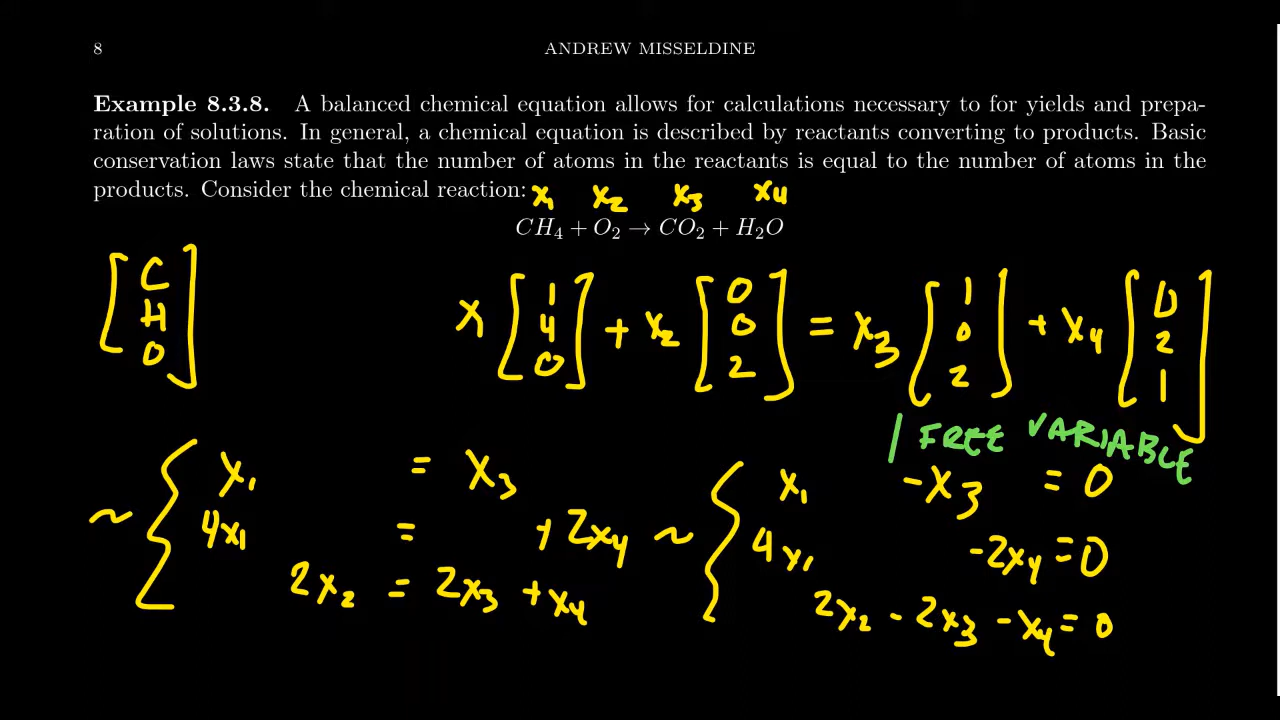 8 ANDREW MISSELDINE
Example 8.3.8. A balanced chemical equation allows for calculations necessary to for yields and prepa-
ration of solutions. In general, a chemical equation is described by reactants converting to products. Basic
conservation laws state that the number of atoms in the reactants is equal to the number of atoms in the
products. Consider the chemical reaction:
x₁ x₂ x₃ x₄
CH₄ + O₂ → CO₂ + H₂O
[C H O] x₁[1 4 0] + x₂[0 0 2] = x₃[1 0 2] + x₄[0 2 1]
1 FREE VARIABLE
~ { x₁ = x₃ ~ { x₁ -x₃ = 0
4x₁ = +2x₄ 4x₁ -2x₄ = 0
2x₂ = 2x₃ + x₄ 2x₂ - 2x₃ - x₄ = 0